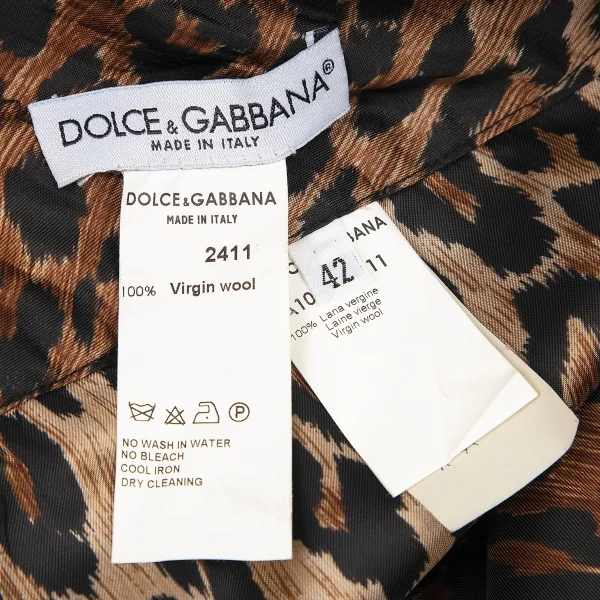 DOLCE & GABBANA®
MADE IN ITALY
DOLCE & GABBANA
MADE IN ITALY
2411
100% Virgin wool
NO WASH IN WATER
NO BLEACH
COOL IRON
DRY CLEANING
BANA
42
A10 11
100% Lana vergine
Laine vierge
Virgin wool